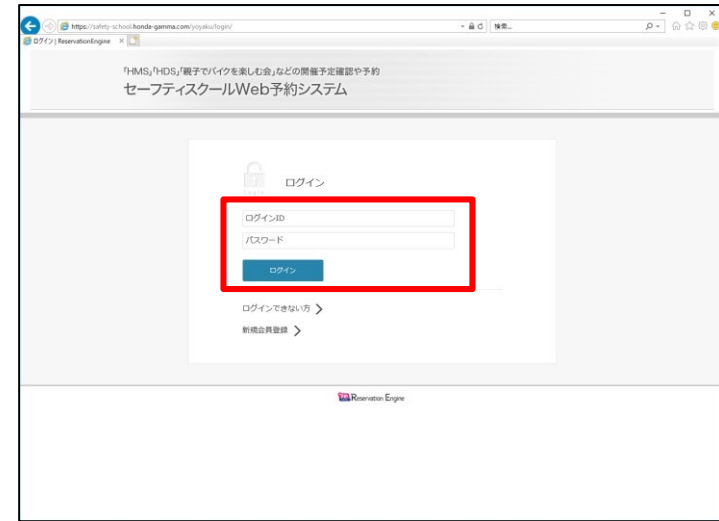 https://safety-school.honda-gamma.com/yoyaku/login/
検索...
ログイン | ReservationEngine
「HMS」「HDS」「親子でバイクを楽しむ会」などの開催予定確認や予約
セーフティスクールWeb予約システム
Login
ログイン
ログインID
パスワード
ログイン
ログインできない方
新規会員登録
Reservation Engine